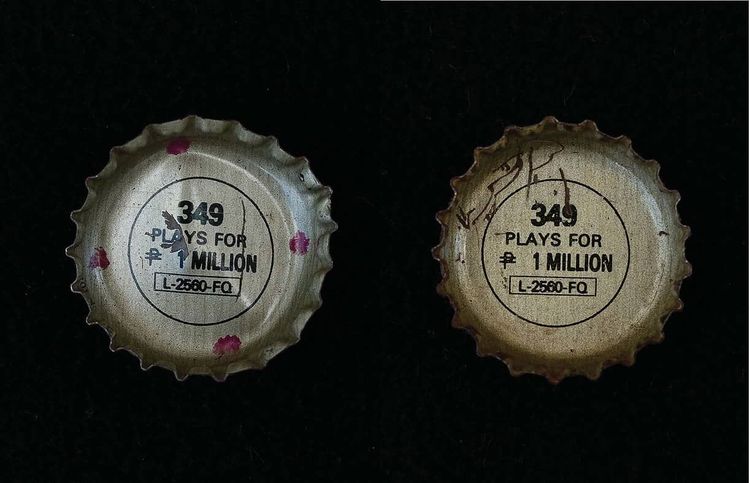 349
PLAYS FOR
₱ 1 MILLION
L-2560-FQ
349
PLAYS FOR
₱ 1 MILLION
L-2560-FQ